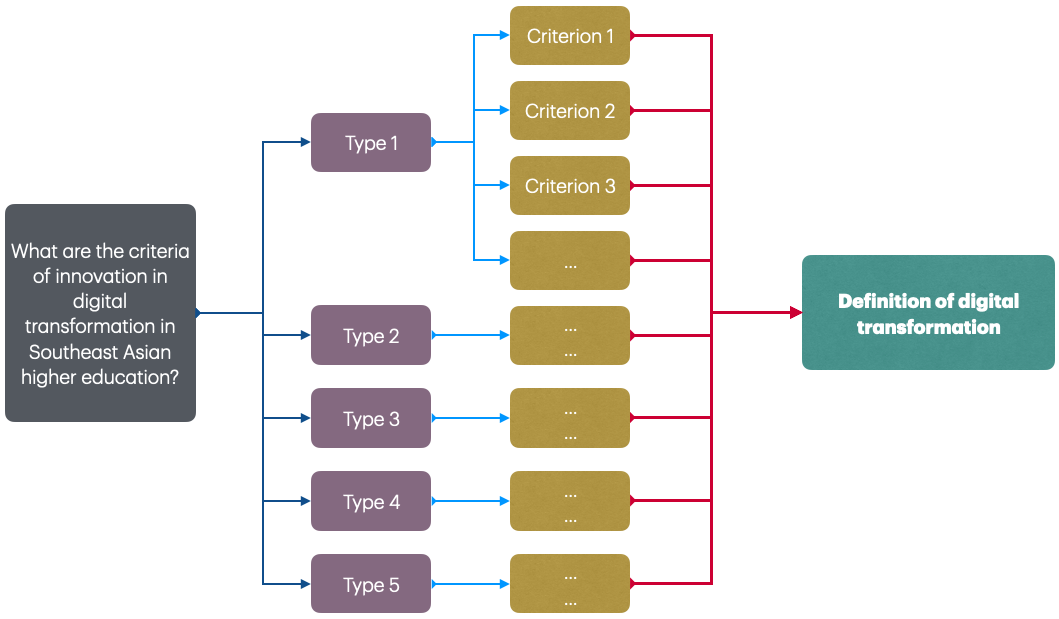 What are the criteria
of innovation in
digital
transformation in
Southeast Asian
higher education?
Type 1
Criterion 1
Criterion 2
Criterion 3
...
Type 2
...
...
Type 3
...
...
Type 4
...
...
Type 5
...
...
Definition of digital
transformation